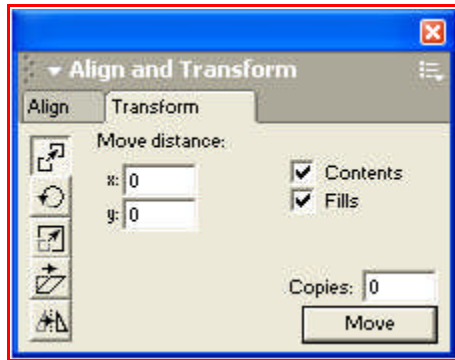 Align and Transform
Align Transform
Move distance:
x: 0
y: 0
Contents
Fills
Copies: 0
Move